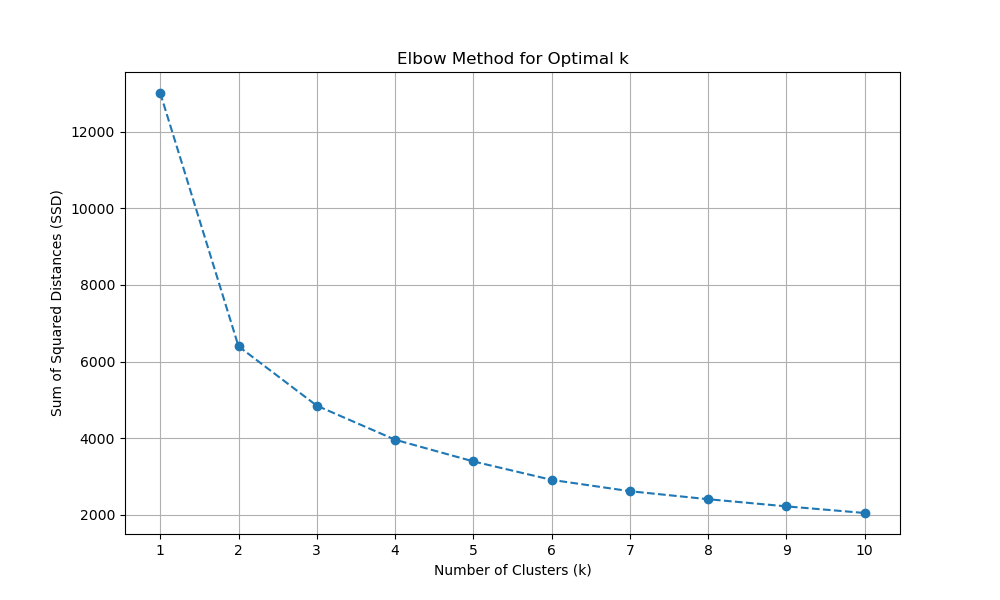 Elbow Method for Optimal k
Sum of Squared Distances (SSD)
12000
10000
8000
6000
4000
2000
1 2 3 4 5 6 7 8 9 10
Number of Clusters (k)